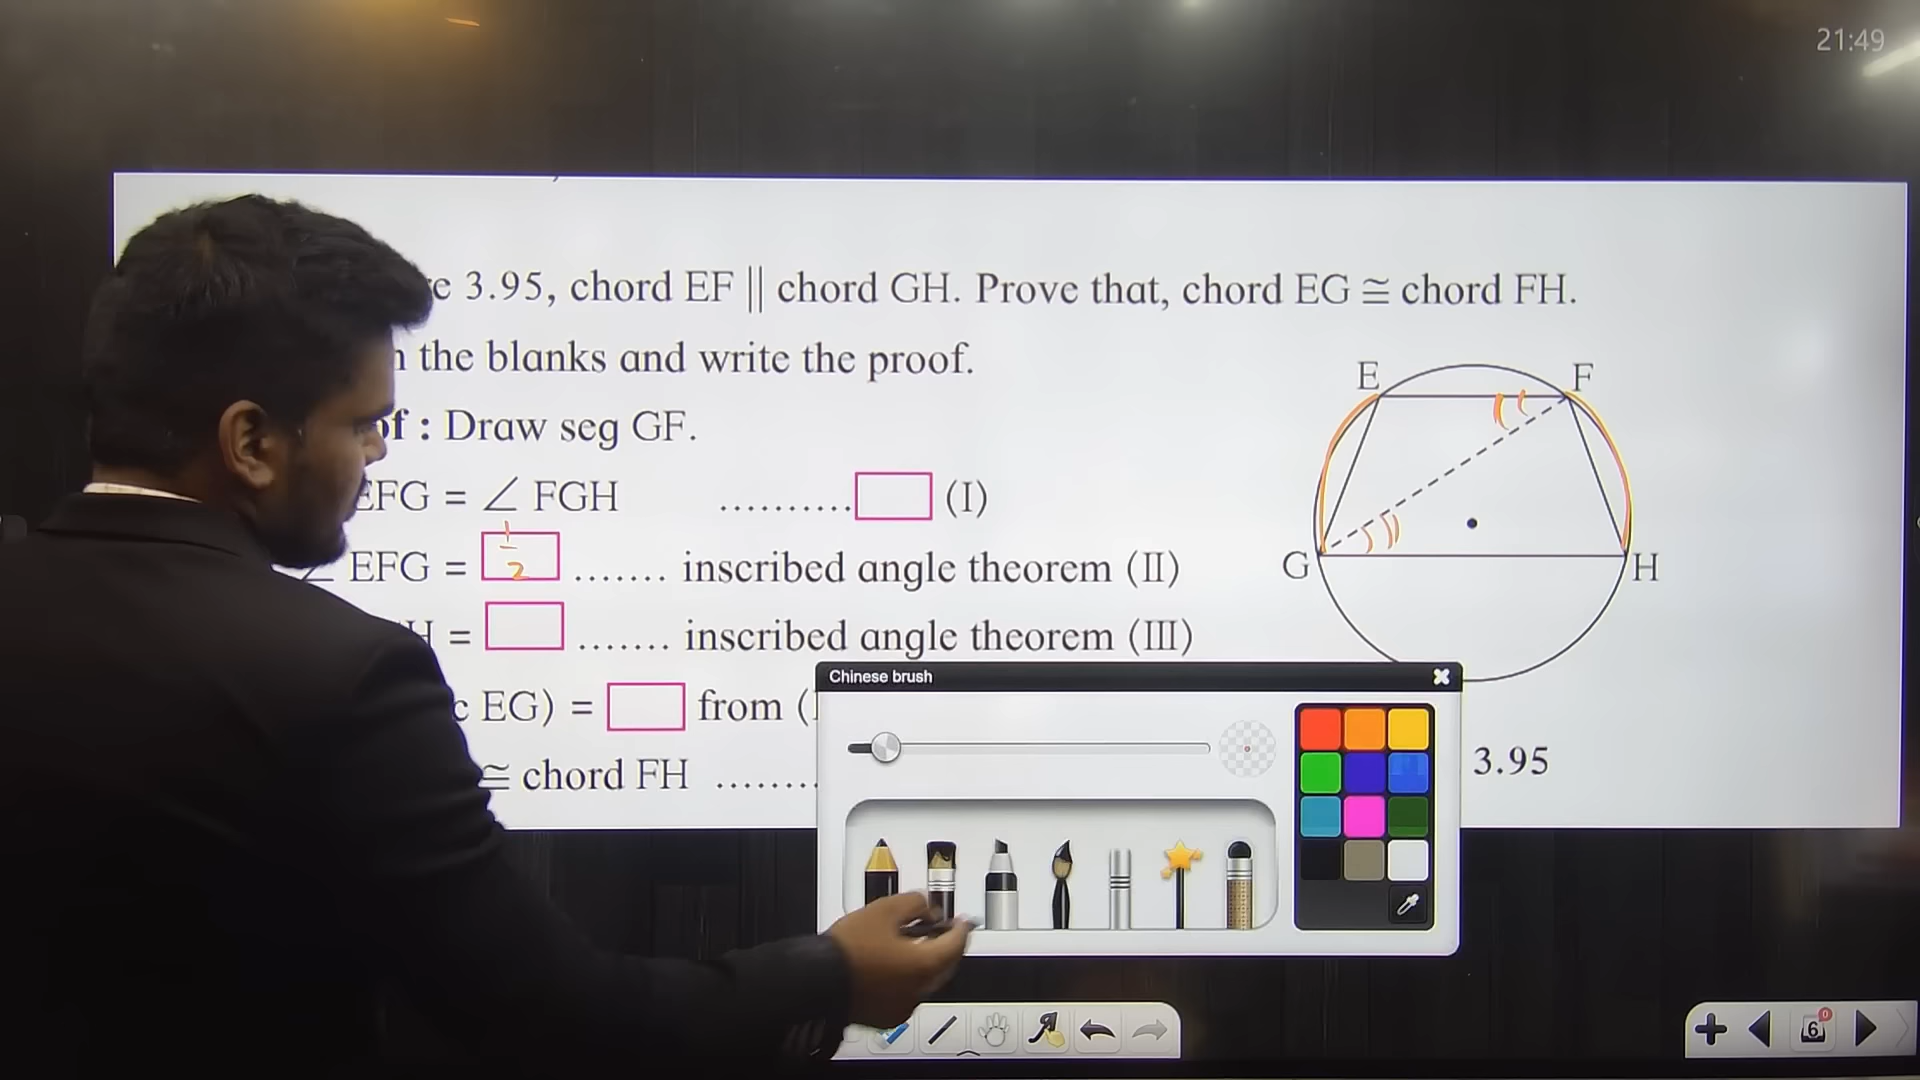 21:49
e 3.95, chord EF || chord GH. Prove that, chord EG ≅ chord FH.
the blanks and write the proof.
of : Draw seg GF.
EFG = ∠ FGH .......... (I)
∠ EFG = 1/2 ....... inscribed angle theorem (II)
H = ....... inscribed angle theorem (III)
c EG) = from (
≅ chord FH ........
E
F
G
H
3.95
Chinese brush
6
0